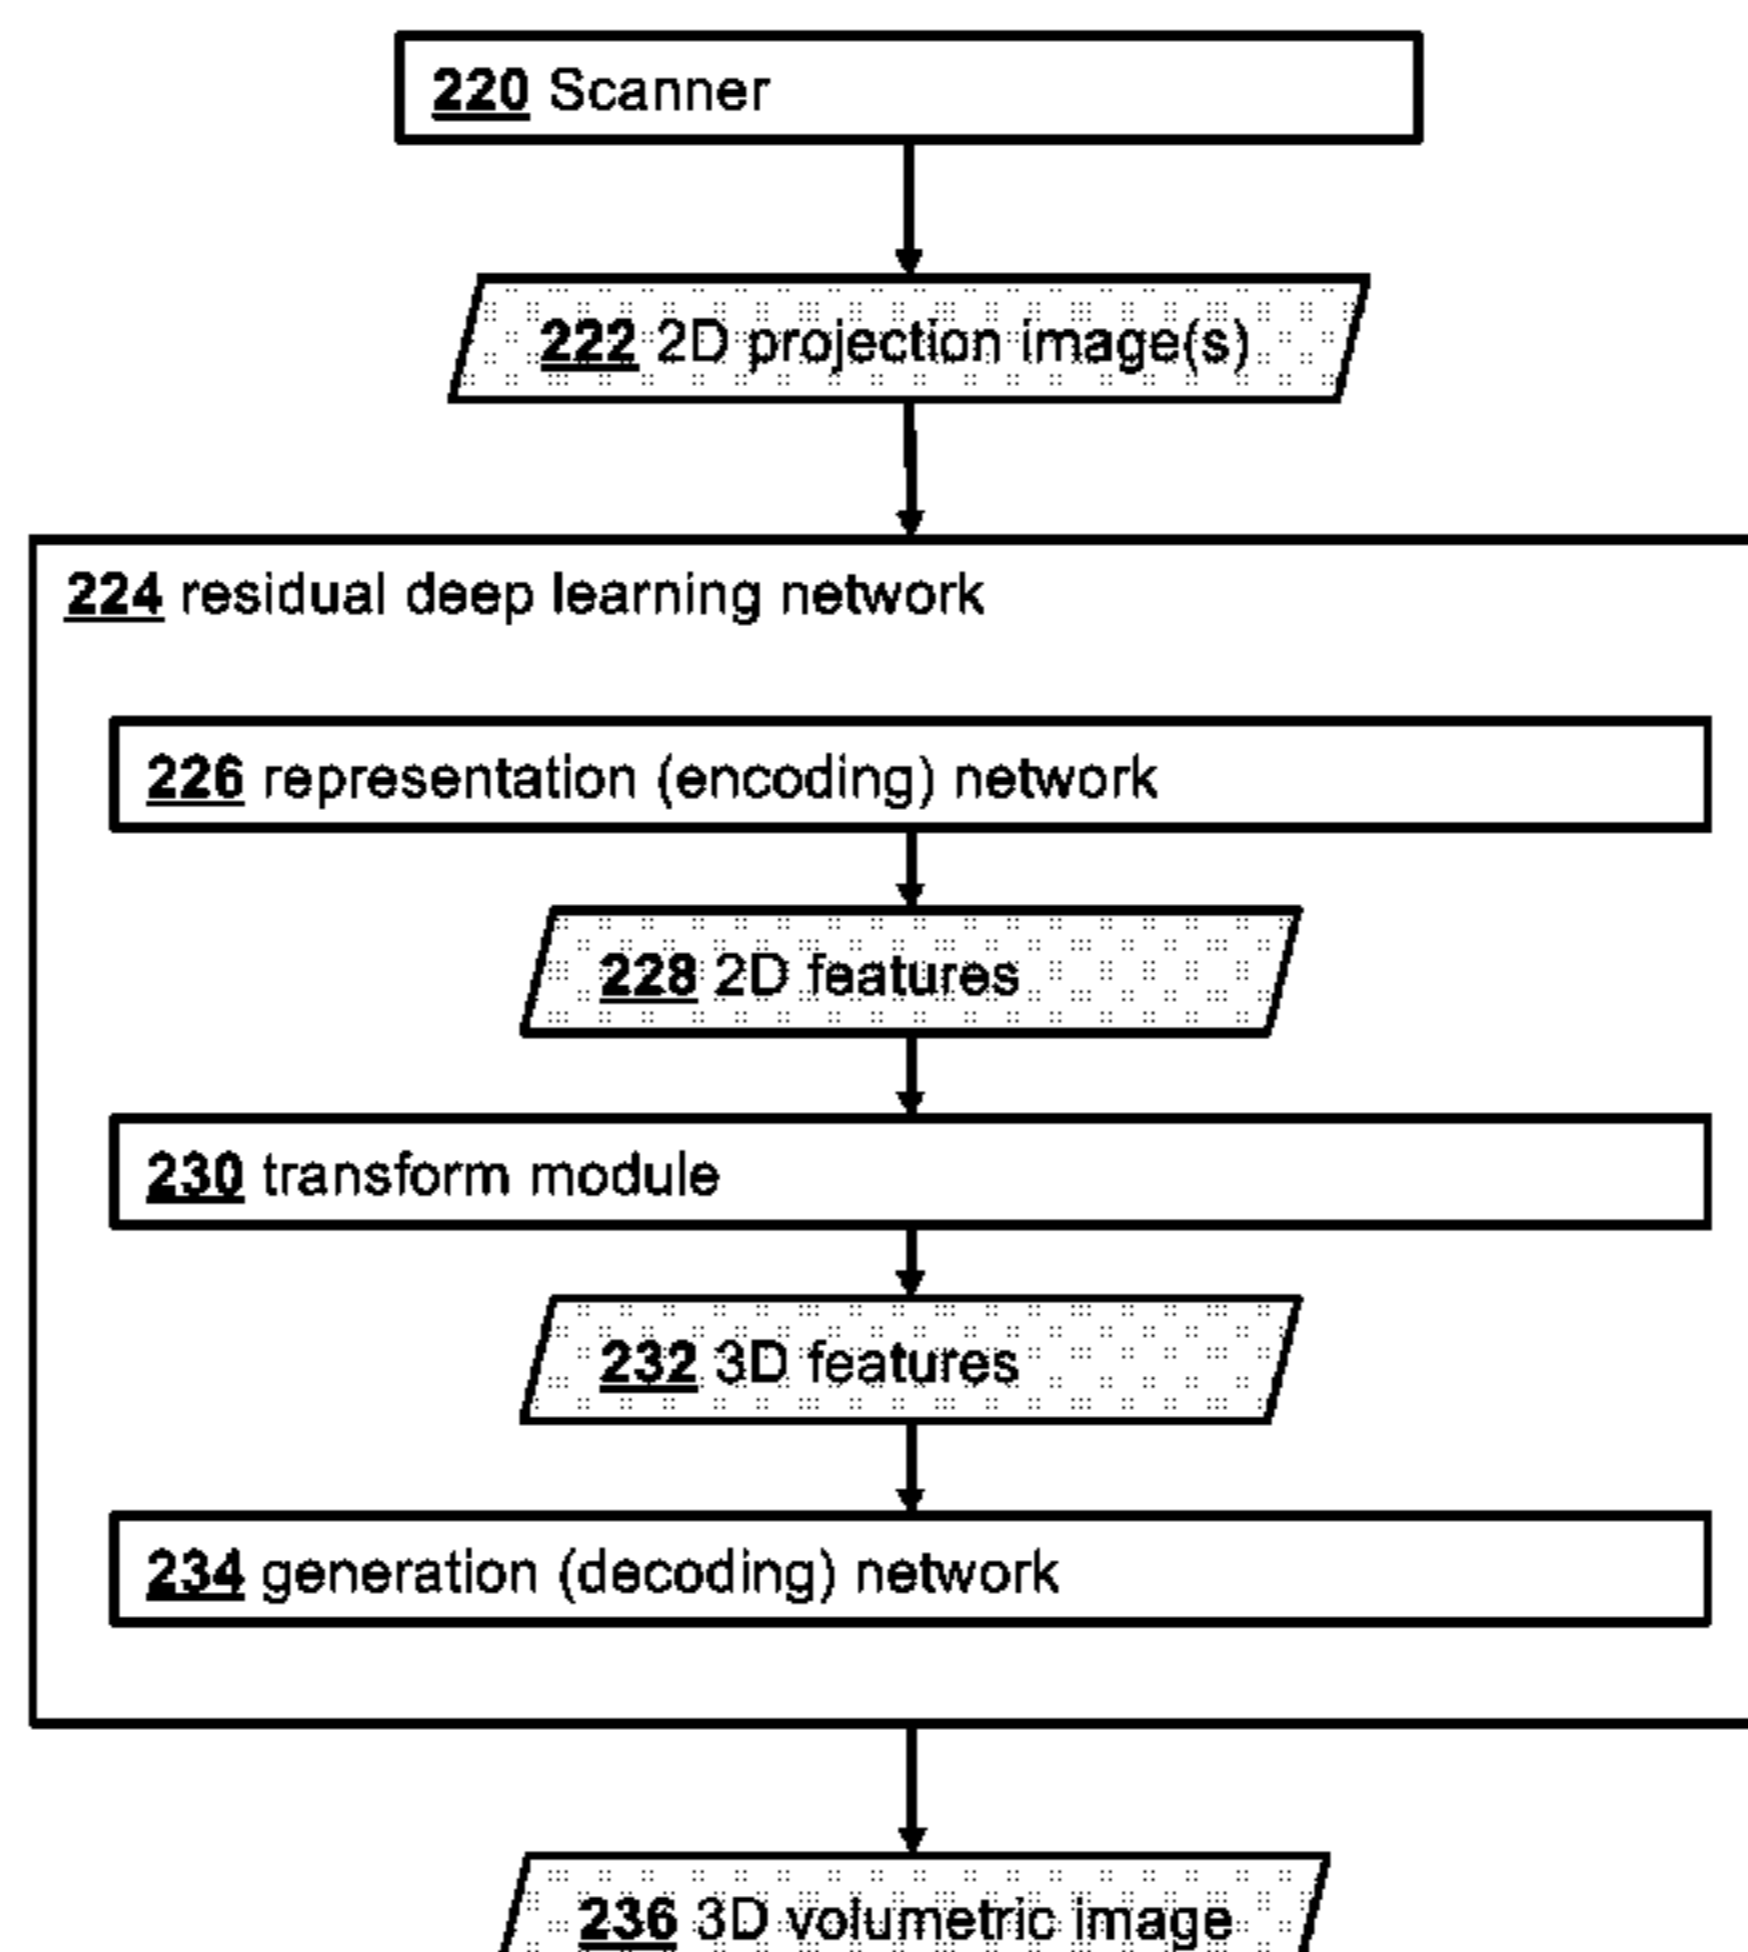 220 Scanner
222 2D projection image(s)
224 residual deep learning network
226 representation (encoding) network
228 2D features
230 transform module
232 3D features
234 generation (decoding) network
236 3D volumetric image